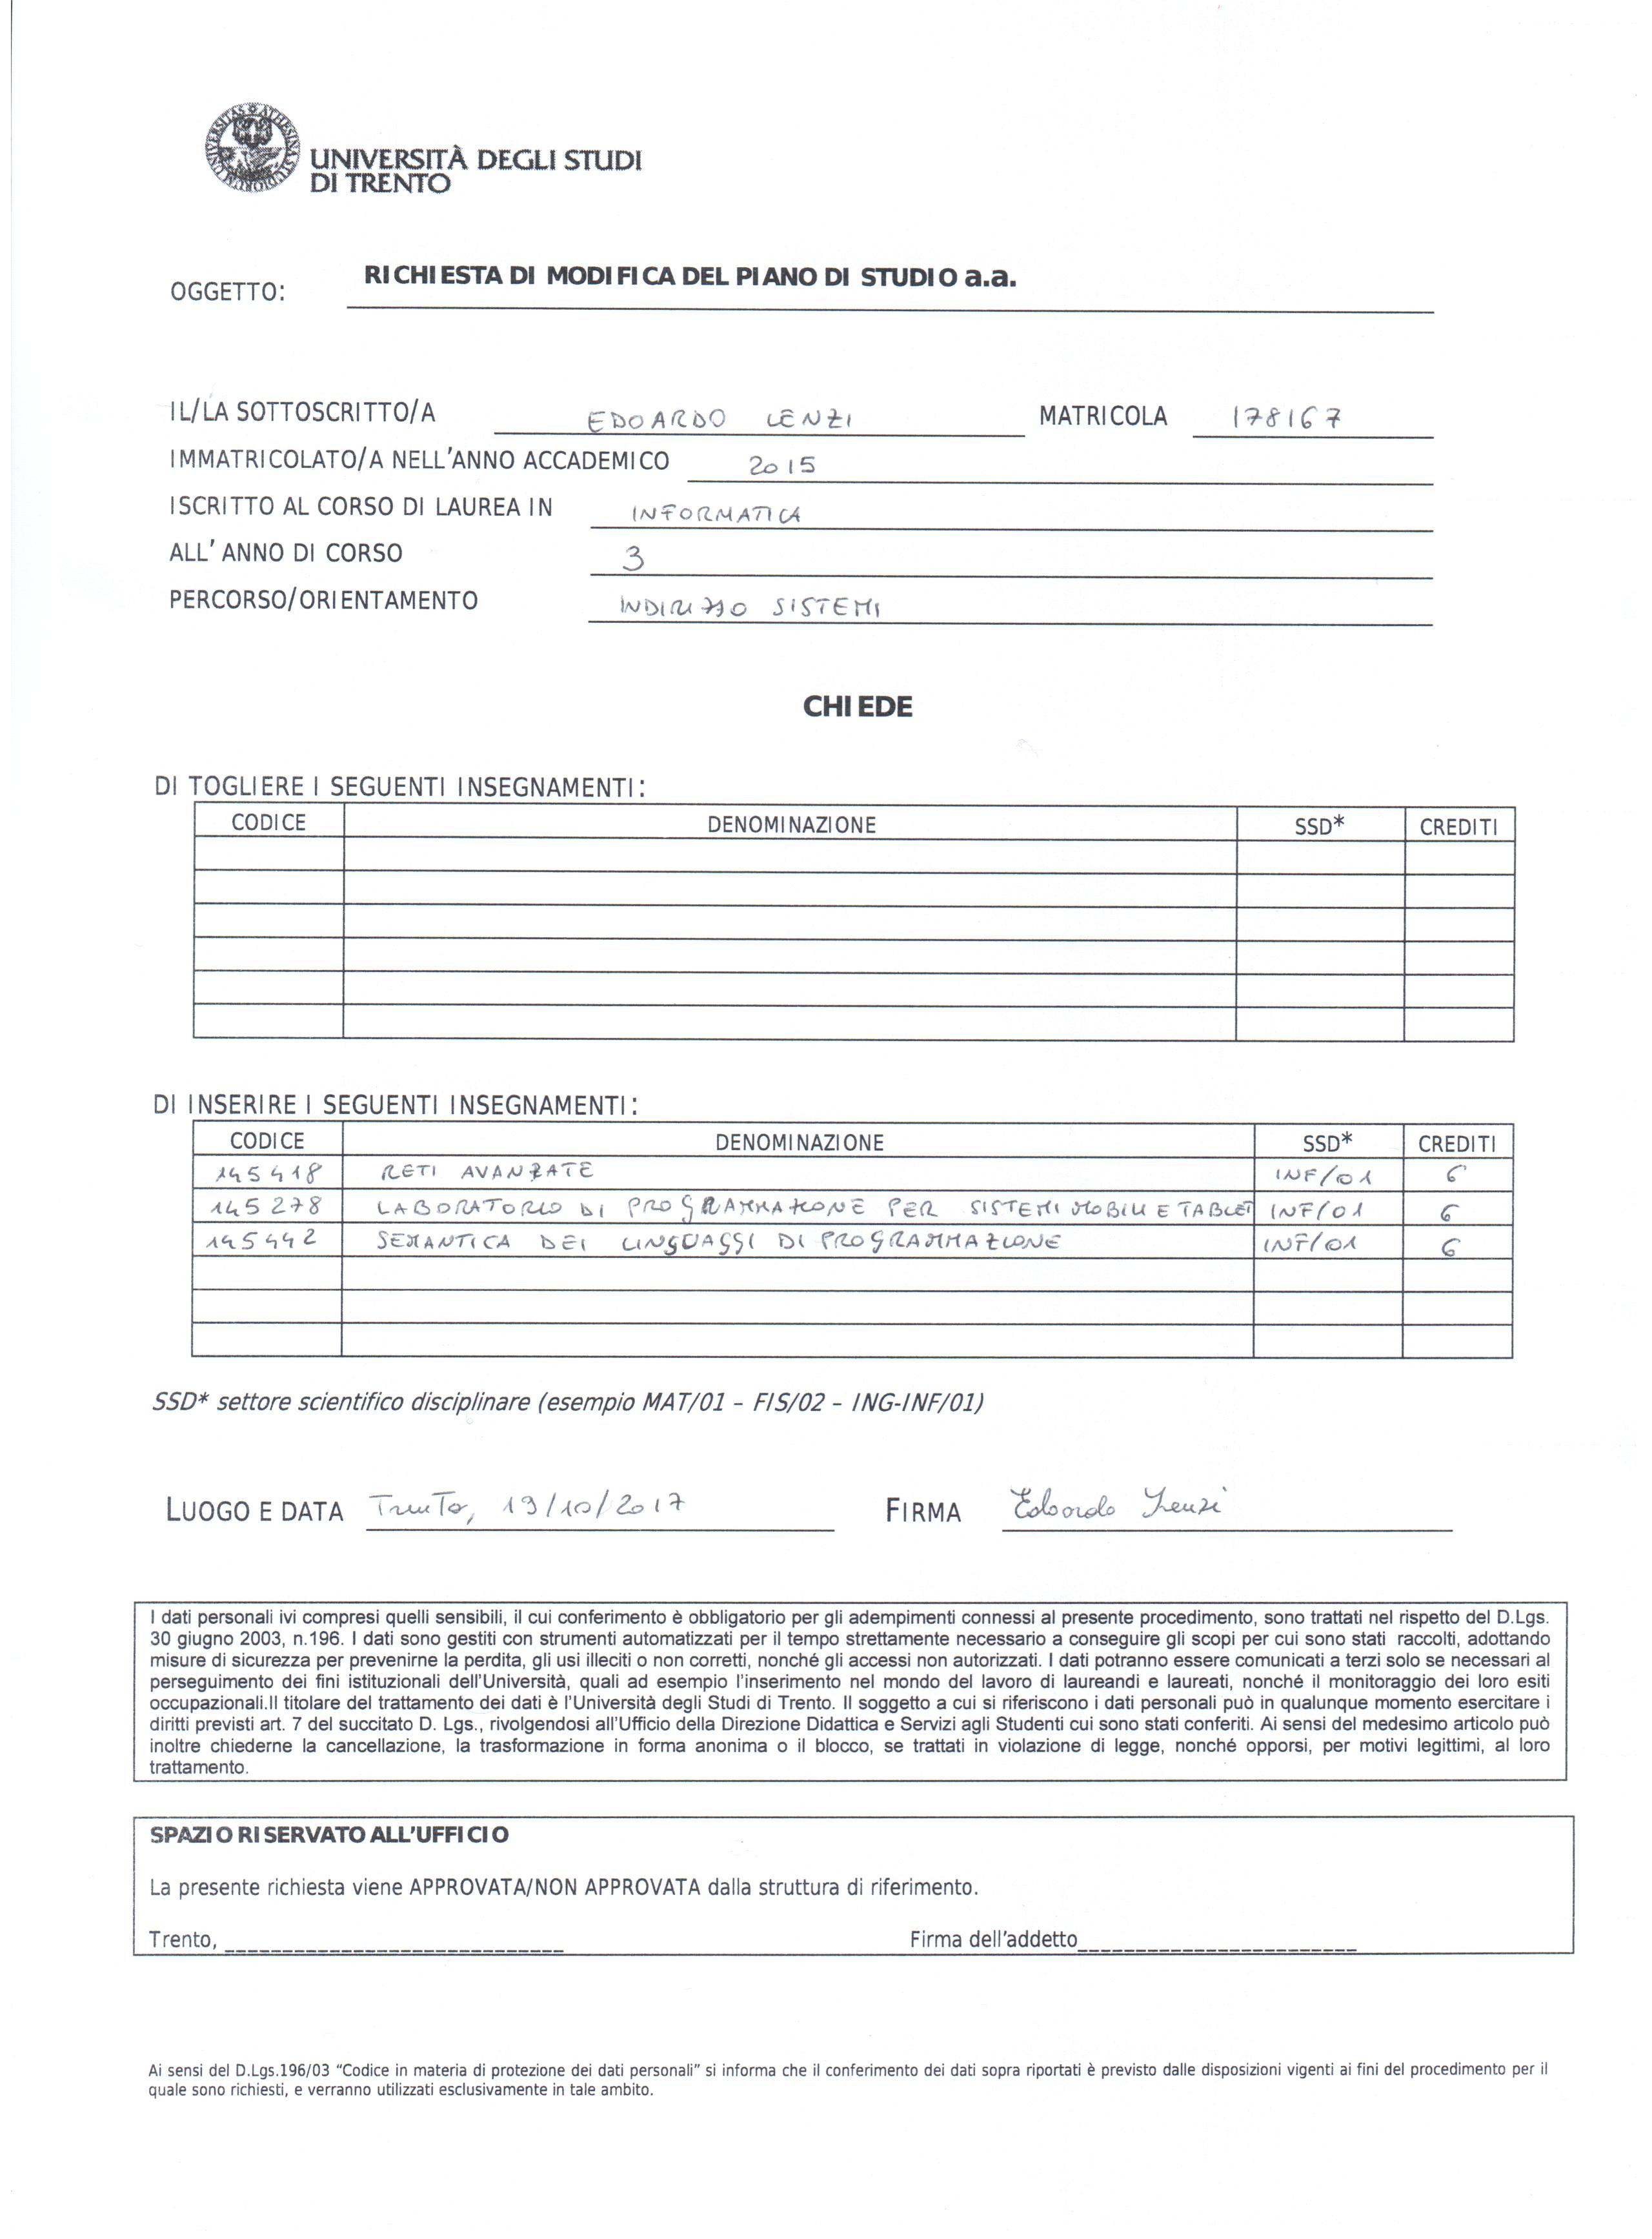 UNIVERSITÀ DEGLI STUDI
DI TRENTO
OGGETTO: RICHIESTA DI MODIFICA DEL PIANO DI STUDIO a.a.
IL/LA SOTTOSCRITTO/A EDOARDO LENZI MATRICOLA 178167
IMMATRICOLATO/A NELL'ANNO ACCADEMICO 2015
ISCRITTO AL CORSO DI LAUREA IN INFORMATICA
ALL'ANNO DI CORSO 3
PERCORSO/ORIENTAMENTO INDIRIZZO SISTEMI
CHIEDE
DI TOGLIERE I SEGUENTI INSEGNAMENTI:
CODICE DENOMINAZIONE SSD* CREDITI
DI INSERIRE I SEGUENTI INSEGNAMENTI:
CODICE DENOMINAZIONE SSD* CREDITI
145418 RETI AVANZATE INF/01 6
145278 LABORATORIO DI PROGRAMMAZIONE PER SISTEMI MOBILI E TABLET INF/01 6
145442 SEMANTICA DEI LINGUAGGI DI PROGRAMMAZIONE INF/01 6
SSD* settore scientifico disciplinare (esempio MAT/01 – FIS/02 – ING-INF/01)
LUOGO E DATA Trento, 19/10/2017 FIRMA Edoardo Lenzi
I dati personali ivi compresi quelli sensibili, il cui conferimento è obbligatorio per gli adempimenti connessi al presente procedimento, sono trattati nel rispetto del D.Lgs.
30 giugno 2003, n.196. I dati sono gestiti con strumenti automatizzati per il tempo strettamente necessario a conseguire gli scopi per cui sono stati raccolti, adottando
misure di sicurezza per prevenirne la perdita, gli usi illeciti o non corretti, nonché gli accessi non autorizzati. I dati potranno essere comunicati a terzi solo se necessari al
perseguimento dei fini istituzionali dell'Università, quali ad esempio l'inserimento nel mondo del lavoro di laureandi e laureati, nonché il monitoraggio dei loro esiti
occupazionali.Il titolare del trattamento dei dati è l'Università degli Studi di Trento. Il soggetto a cui si riferiscono i dati personali può in qualunque momento esercitare i
diritti previsti art. 7 del succitato D. Lgs., rivolgendosi all'Ufficio della Direzione Didattica e Servizi agli Studenti cui sono stati conferiti. Ai sensi del medesimo articolo può
inoltre chiederne la cancellazione, la trasformazione in forma anonima o il blocco, se trattati in violazione di legge, nonché opporsi, per motivi legittimi, al loro
trattamento.
SPAZIO RISERVATO ALL'UFFICIO
La presente richiesta viene APPROVATA/NON APPROVATA dalla struttura di riferimento.
Trento, Firma dell'addetto
Ai sensi del D.Lgs.196/03 "Codice in materia di protezione dei dati personali" si informa che il conferimento dei dati sopra riportati è previsto dalle disposizioni vigenti ai fini del procedimento per il
quale sono richiesti, e verranno utilizzati esclusivamente in tale ambito.